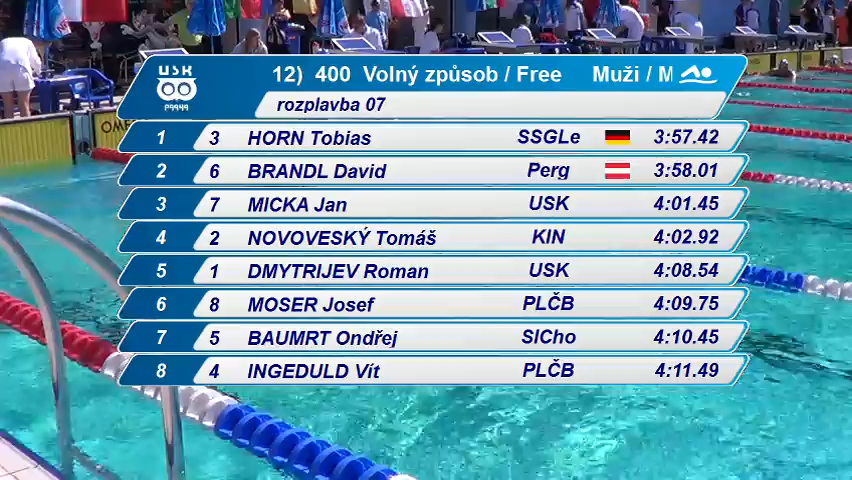 USK
12) 400 Volný způsob / Free Muži / M
rozplavba 07
1 3 HORN Tobias SSGLe 3:57.42
2 6 BRANDL David Perg 3:58.01
3 7 MICKA Jan USK 4:01.45
4 2 NOVOVESKÝ Tomáš KIN 4:02.92
5 1 DMYTRIJEV Roman USK 4:08.54
6 8 MOSER Josef PLČB 4:09.75
7 5 BAUMRT Ondřej SlCho 4:10.45
8 4 INGEDULD Vít PLČB 4:11.49